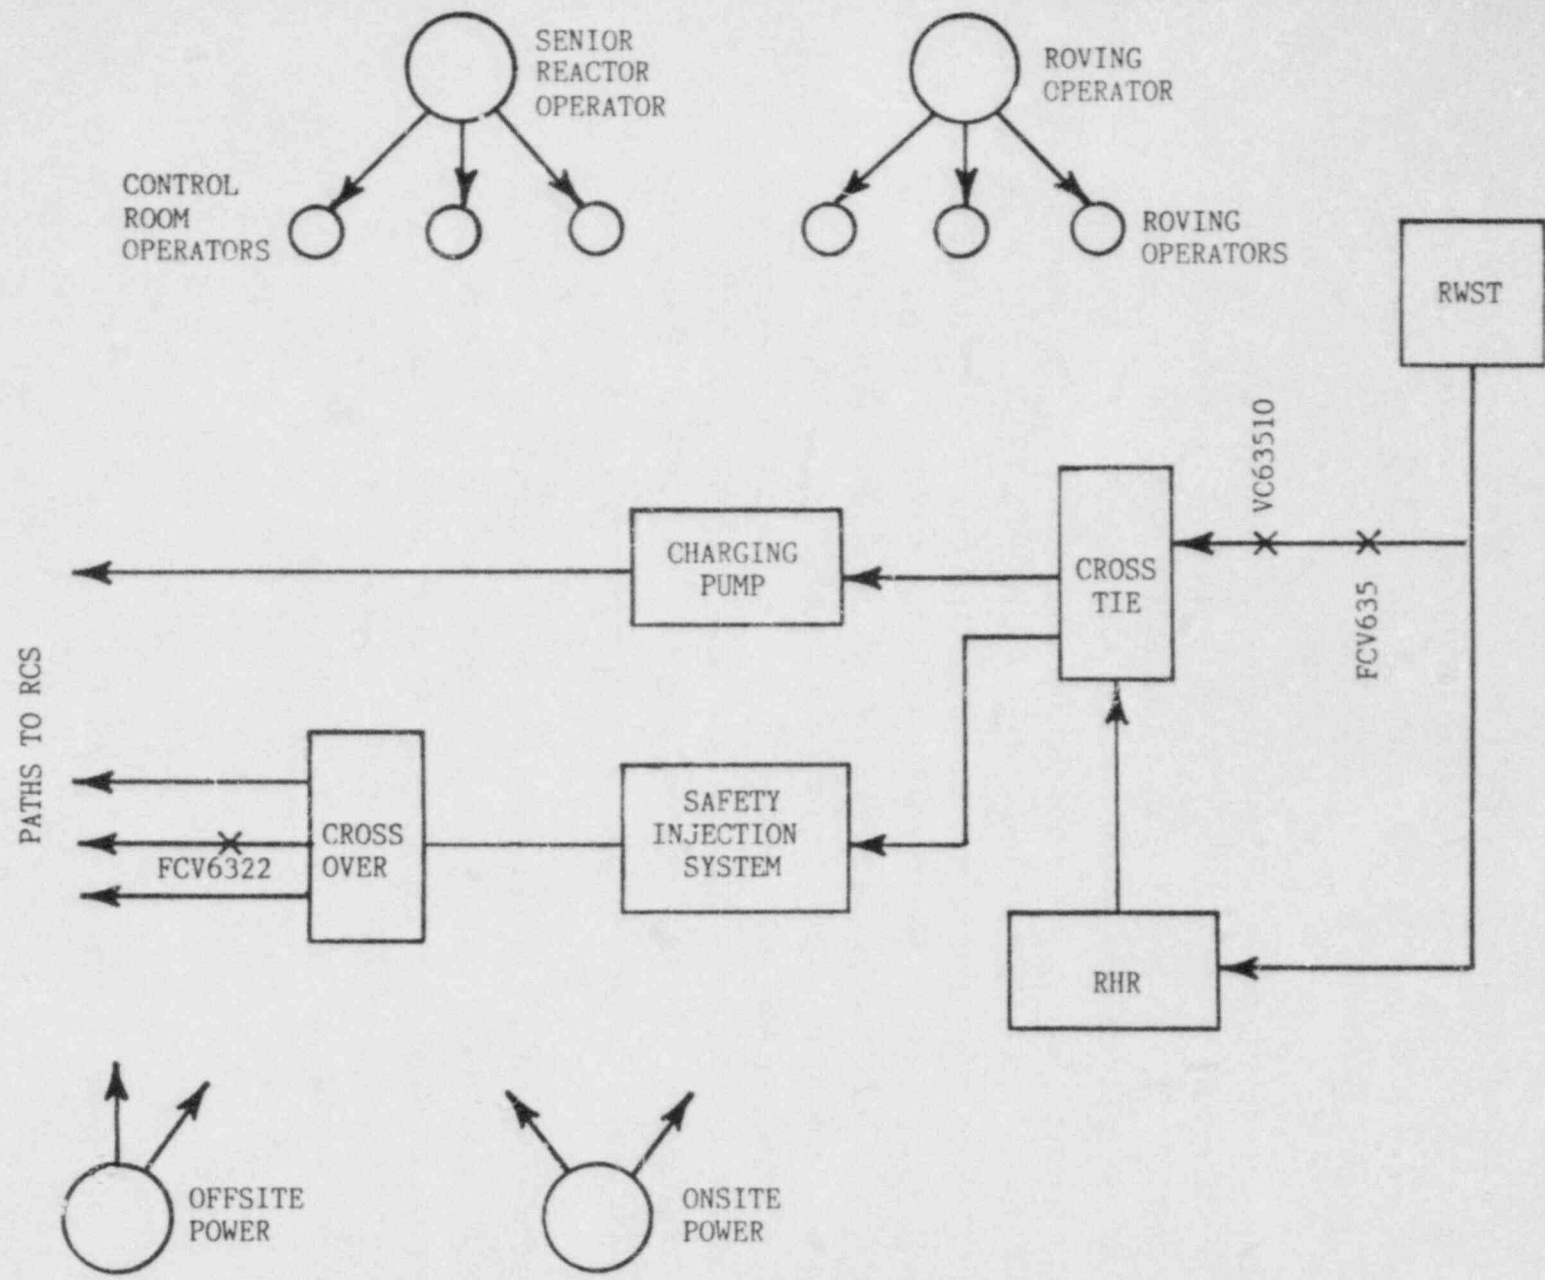 SENIOR
REACTOR
OPERATOR
ROVING
OPERATOR
CONTROL
ROOM
OPERATORS
ROVING
OPERATORS
RWST
VC63510
FCV635
CHARGING
PUMP
CROSS
TIE
PATHS TO RCS
SAFETY
INJECTION
SYSTEM
CROSS
OVER
FCV6322
RHR
OFFSITE
POWER
ONSITE
POWER